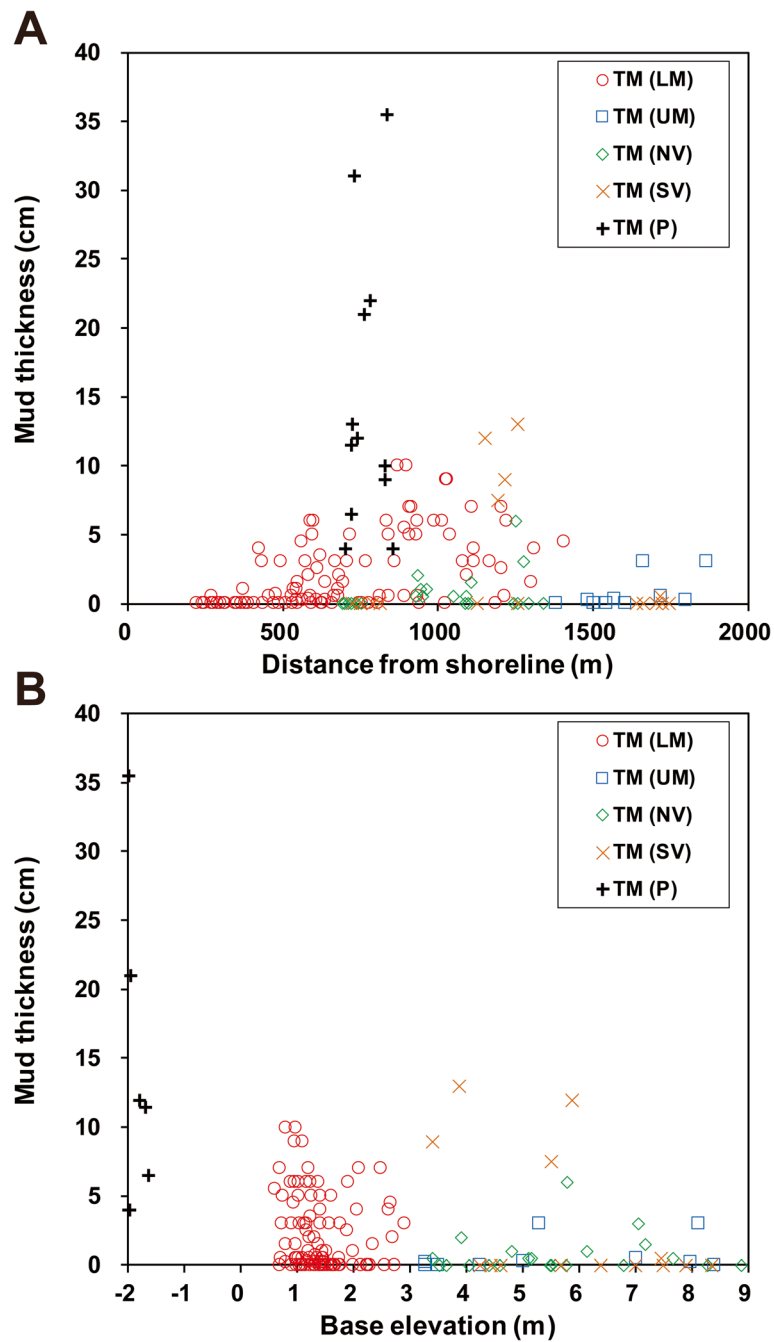 A
40
35
30
25
20
15
10
5
0
Mud thickness (cm)
TM (LM)
TM (UM)
TM (NV)
TM (SV)
TM (P)
0 500 1000 1500 2000
Distance from shoreline (m)
B
40
35
30
25
20
15
10
5
0
Mud thickness (cm)
TM (LM)
TM (UM)
TM (NV)
TM (SV)
TM (P)
-2 -1 0 1 2 3 4 5 6 7 8 9
Base elevation (m)